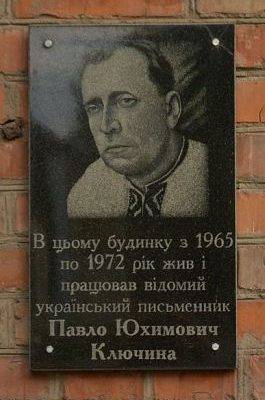 В цьому будинку з 1965
по 1972 рік жив і
працював відомий
український письменник
Павло Юхимович
Ключина